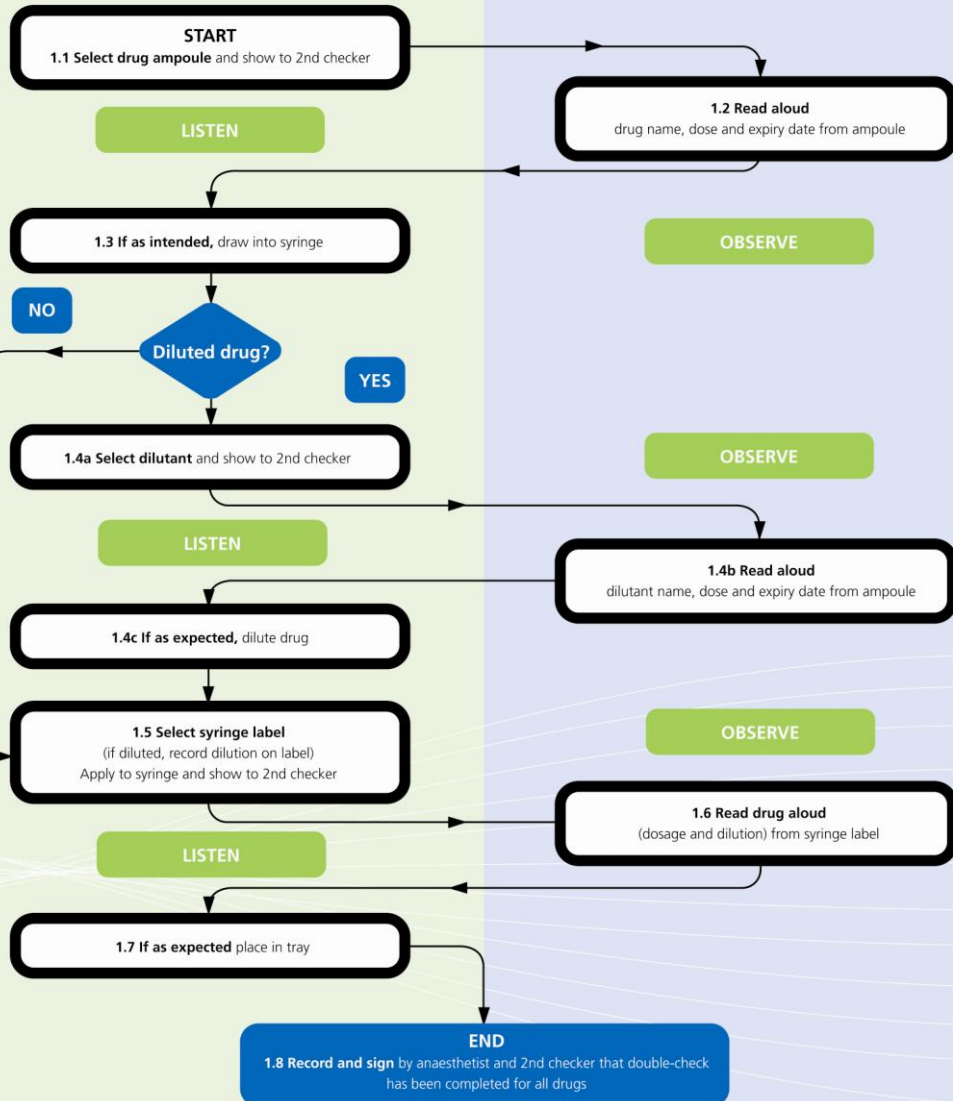 START
1.1 Select drug ampoule and show to 2nd checker
1.2 Read aloud
drug name, dose and expiry date from ampoule
LISTEN
1.3 If as intended, draw into syringe
OBSERVE
NO
Diluted drug?
YES
1.4a Select dilutant and show to 2nd checker
OBSERVE
LISTEN
1.4b Read aloud
dilutant name, dose and expiry date from ampoule
1.4c If as expected, dilute drug
1.5 Select syringe label
(if diluted, record dilution on label)
Apply to syringe and show to 2nd checker
OBSERVE
1.6 Read drug aloud
(dosage and dilution) from syringe label
LISTEN
1.7 If as expected place in tray
END
1.8 Record and sign by anaesthetist and 2nd checker that double-check
has been completed for all drugs